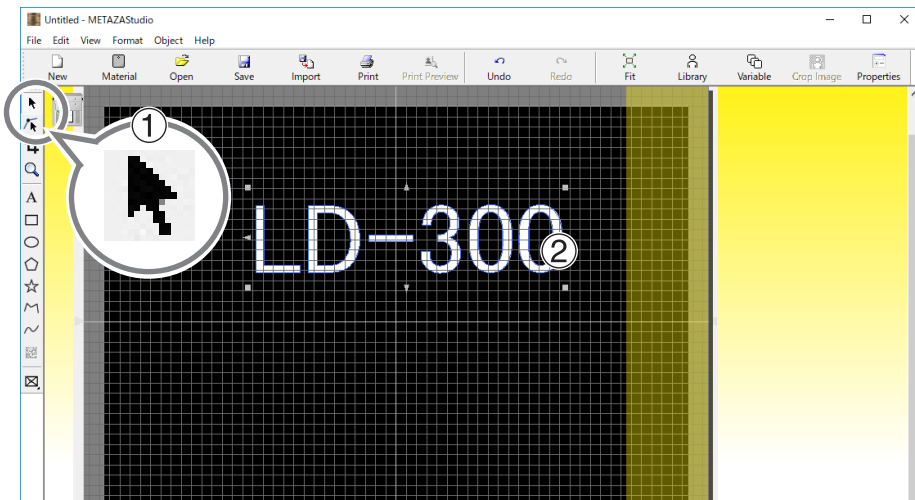 Untitled - METAZAStudio
File Edit View Format Object Help
New Material Open Save Import Print Print Preview Undo Redo Fit Library Variable Crop Image Properties
①
A
LD-300
②